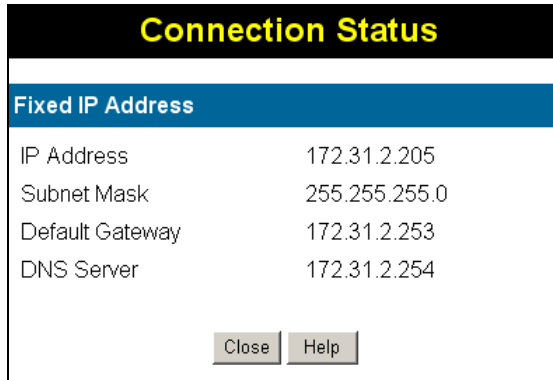 Connection Status
Fixed IP Address
IP Address 172.31.2.205
Subnet Mask 255.255.255.0
Default Gateway 172.31.2.253
DNS Server 172.31.2.254
Close Help